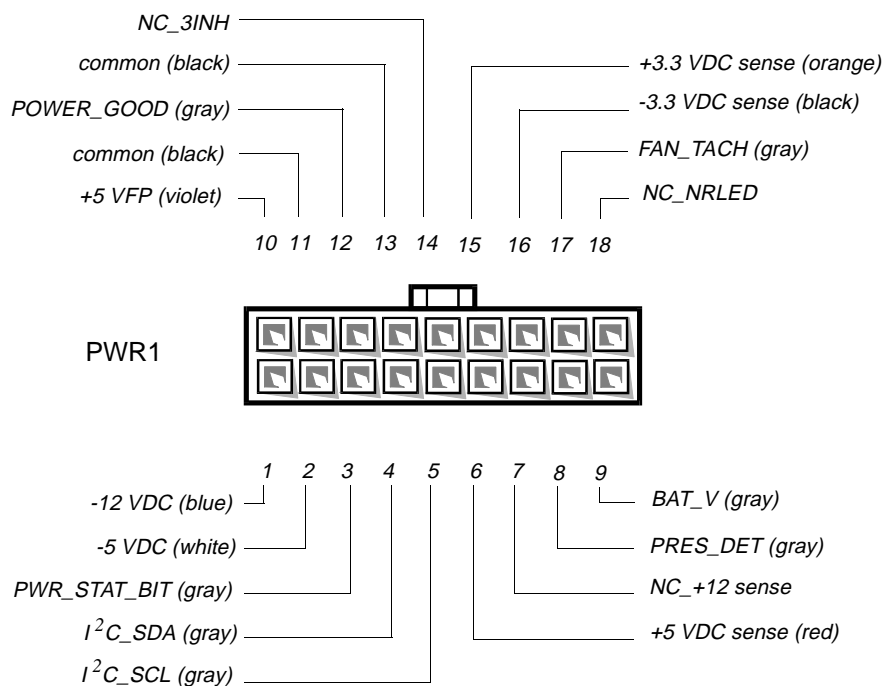 NC_3INH
common (black)
POWER_GOOD (gray)
common (black)
+5 VFP (violet)
+3.3 VDC sense (orange)
-3.3 VDC sense (black)
FAN_TACH (gray)
NC_NRLED
10 11 12 13 14 15 16 17 18
PWR1
1 2 3 4 5 6 7 8 9
-12 VDC (blue)
-5 VDC (white)
PWR_STAT_BIT (gray)
I²C_SDA (gray)
I²C_SCL (gray)
BAT_V (gray)
PRES_DET (gray)
NC_+12 sense
+5 VDC sense (red)